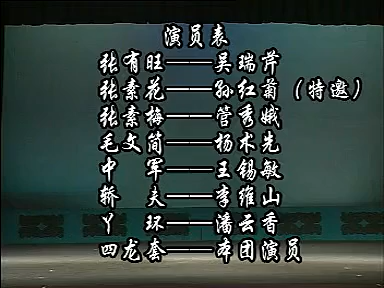 演员表
张有旺——吴瑞芹
张素花——孙红菊（特邀）
张素梅——管秀娥
毛文简——杨术先
中军——王锡敏
轿夫——李维山
丫环——潘云香
四龙套——本团演员